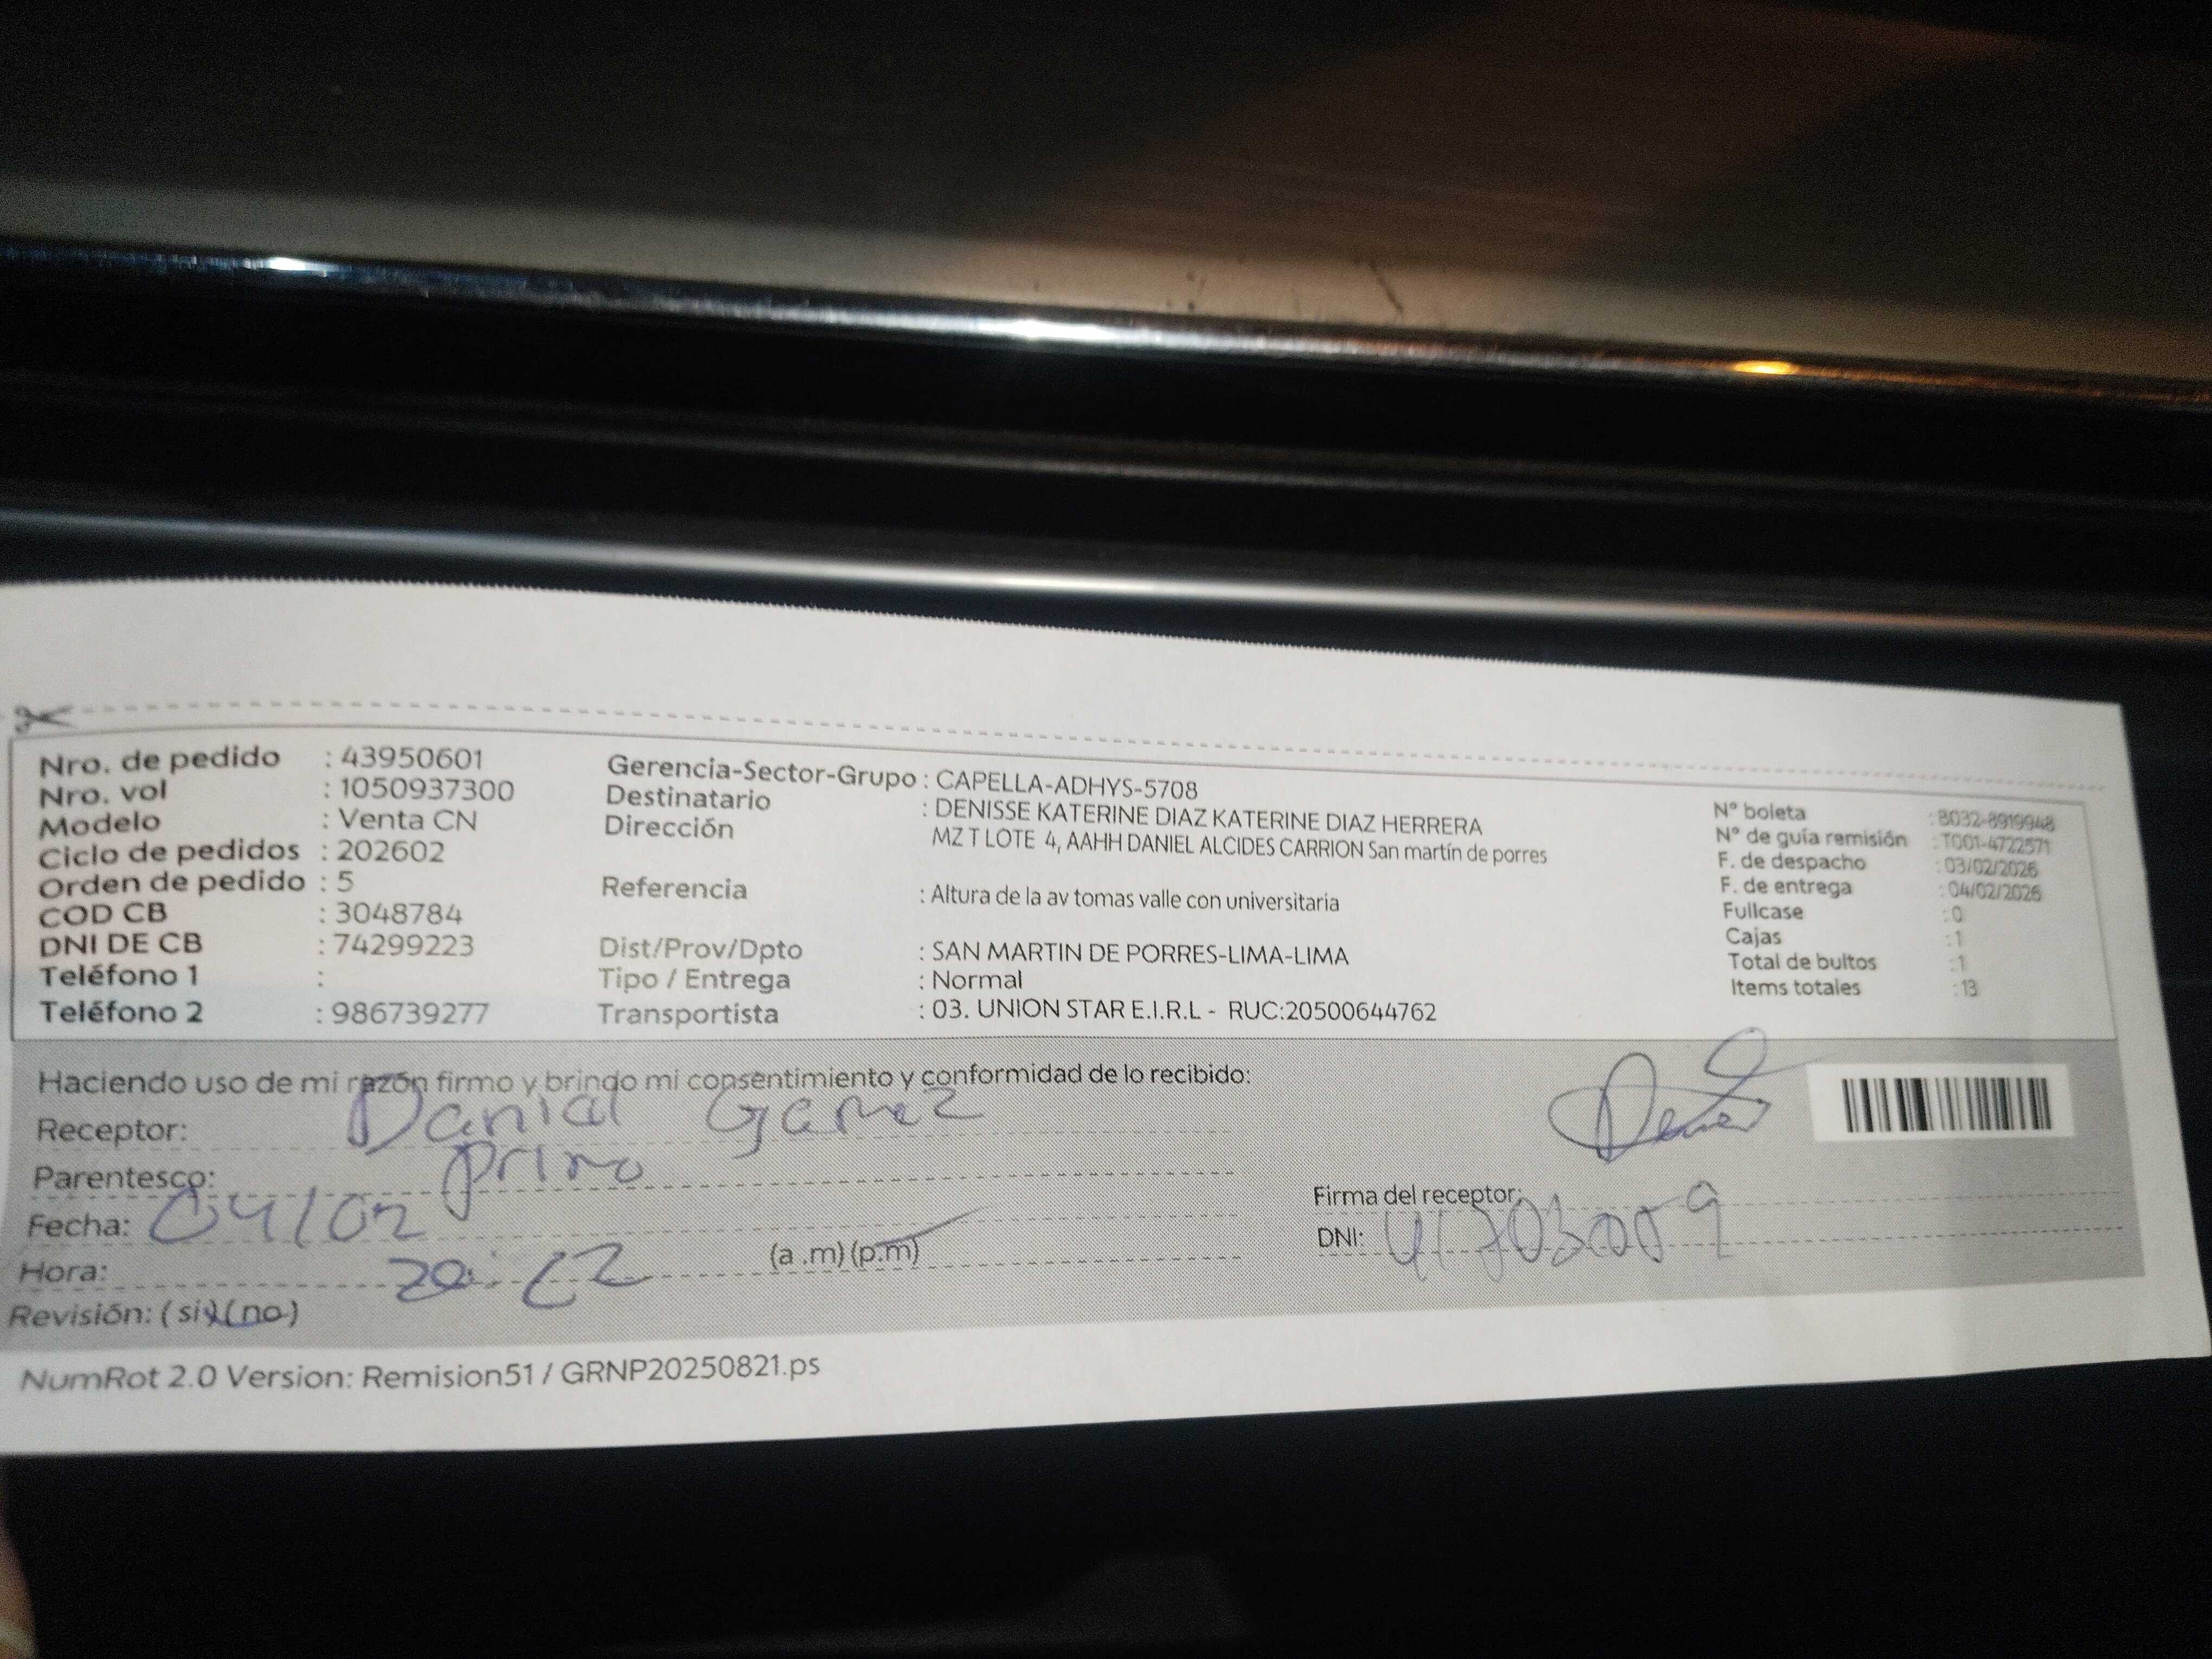 Nro. de pedido : 43950601
Nro. vol : 1050937300
Modelo : Venta CN
Ciclo de pedidos : 202602
Orden de pedido : 5
COD CB : 3048784
DNI DE CB : 74299223
Teléfono 1 :
Teléfono 2 : 986739277
Gerencia-Sector-Grupo : CAPELLA-ADHYS-5708
Destinatario : DENISSE KATERINE DIAZ KATERINE DIAZ HERRERA
Dirección MZ T LOTE 4, AAHH DANIEL ALCIDES CARRION San martín de porres
Referencia : Altura de la av tomas valle con universitaria
Dist/Prov/Dpto : SAN MARTIN DE PORRES-LIMA-LIMA
Tipo / Entrega : Normal
Transportista : 03. UNION STAR E.I.R.L - RUC:20500644762
N° boleta : B032-8919948
N° de guía remisión : T001-4722571
F. de despacho : 03/02/2026
F. de entrega : 04/02/2026
Fullcase : 0
Cajas : 1
Total de bultos : 1
Items totales : 13
Haciendo uso de mi razón firmo y brindo mi consentimiento y conformidad de lo recibido:
Receptor: Danial
Parentesco: primo
Fecha: 04/02
Hora: (a .m) (p.m)
Revisión: ( si ) ( no )
Firma del receptor:
DNI:
NumRot 2.0 Version: Remision51 / GRNP20250821.ps